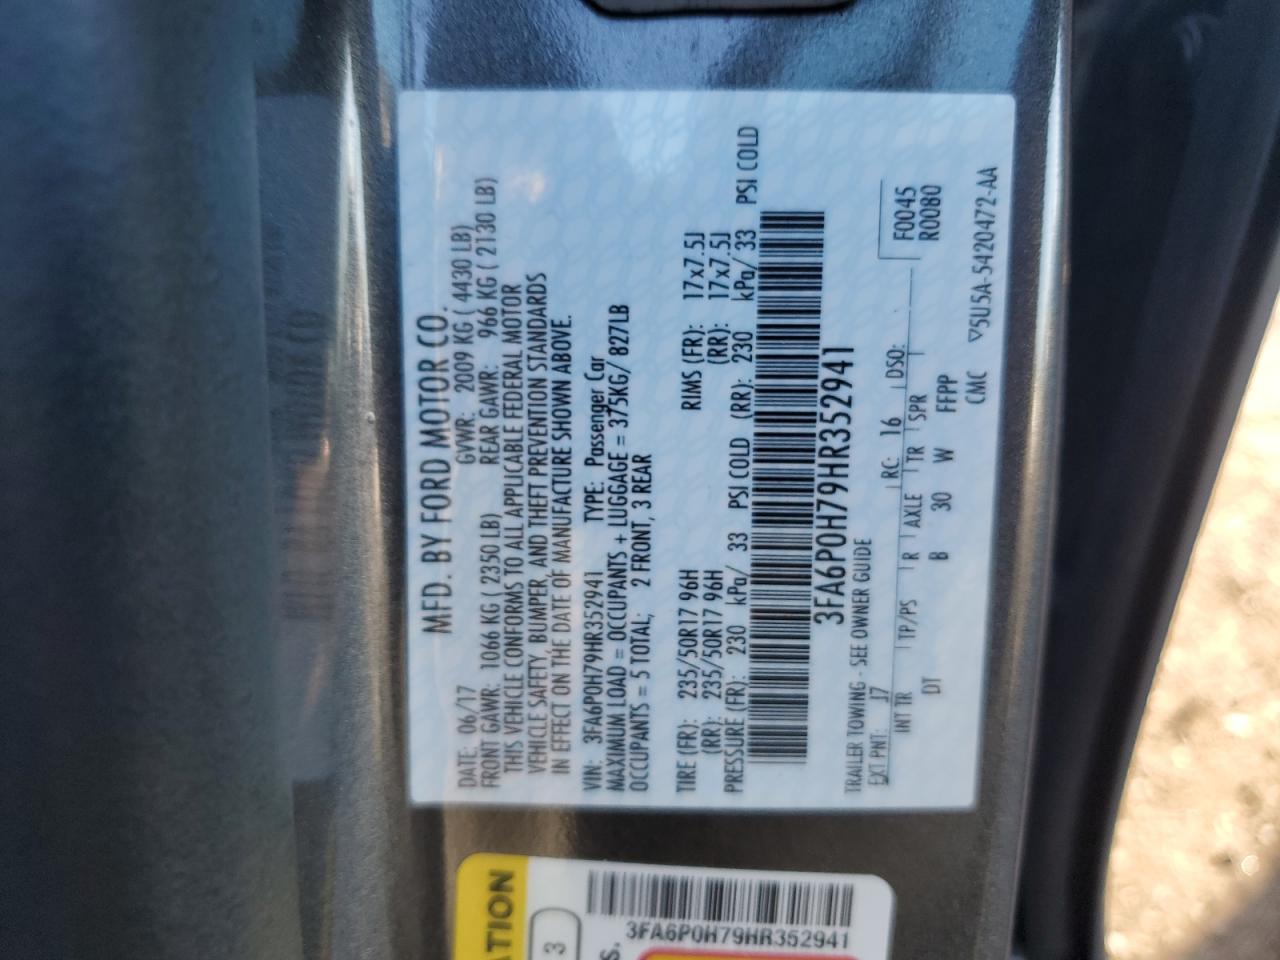 MFD. BY FORD MOTOR CO.
DATE: 06/17 GVWR: 2009 KG ( 4430 LB)
FRONT GAWR: 1066 KG ( 2350 LB) REAR GAWR: 966 KG ( 2130 LB)
THIS VEHICLE CONFORMS TO ALL APPLICABLE FEDERAL MOTOR
VEHICLE SAFETY, BUMPER, AND THEFT PREVENTION STANDARDS
IN EFFECT ON THE DATE OF MANUFACTURE SHOWN ABOVE.
VIN: 3FA6P0H79HR352941 TYPE: Passenger Car
MAXIMUM LOAD = OCCUPANTS + LUGGAGE = 375KG/ 827LB
OCCUPANTS = 5 TOTAL; 2 FRONT, 3 REAR
TIRE (FR): 235/50R17 96H RIMS (FR): 17x7.5J
(RR): 235/50R17 96H (RR): 17x7.5J
PRESSURE (FR): 230 kPa/ 33 PSI COLD (RR): 230 kPa/ 33 PSI COLD
3FA6P0H79HR352941
TRAILER TOWING - SEE OWNER GUIDE
EXT PNT: J7 RC: 16 DSO: F0045
INT TR TP/PS R AXLE TR SPR R0080
DT B 30 W FFPP
CMC ▽5U5A-5420472-AA
ATION
3
3FA6P0H79HR352941
s.